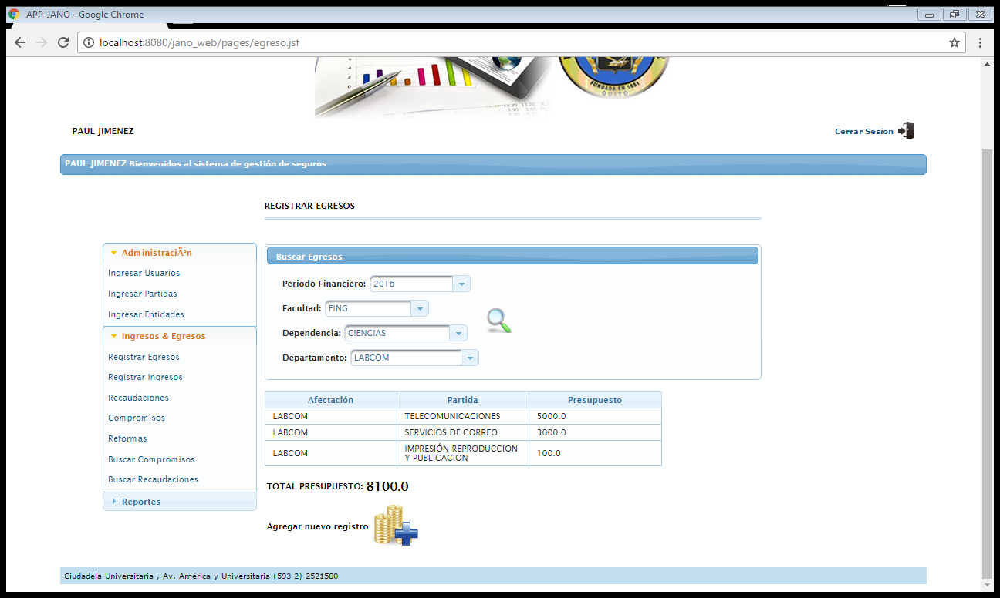 APP-JANO - Google Chrome
localhost:8080/jano_web/pages/egreso.jsf
FUNDADA EN 1651
QUITO
PAUL JIMENEZ
Cerrar Sesion
PAUL JIMENEZ Bienvenidos al sistema de gestión de seguros
REGISTRAR EGRESOS
AdministraciÃ³n
Ingresar Usuarios
Ingresar Partidas
Ingresar Entidades
Ingresos & Egresos
Registrar Egresos
Registrar Ingresos
Recaudaciones
Compromisos
Reformas
Buscar Compromisos
Buscar Recaudaciones
Reportes
Buscar Egresos
Periodo Financiero: 2016
Facultad: FING
Dependencia: CIENCIAS
Departamento: LABCOM
Afectación Partida Presupuesto
LABCOM TELECOMUNICACIONES 5000.0
LABCOM SERVICIOS DE CORREO 3000.0
LABCOM IMPRESIÓN REPRODUCCION 100.0
Y PUBLICACION
TOTAL PRESUPUESTO: 8100.0
Agregar nuevo registro
Ciudadela Universitaria , Av. América y Universitaria (593 2) 2521500